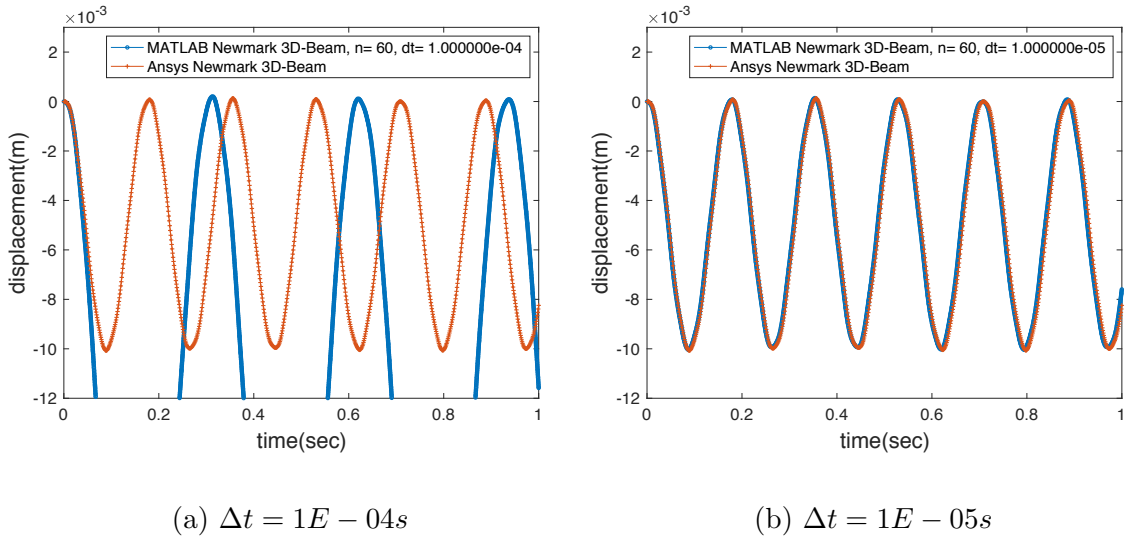 ×10⁻³
MATLAB Newmark 3D-Beam, n= 60, dt= 1.000000e-04
Ansys Newmark 3D-Beam
0
-2
-4
-6
-8
-10
-12
displacement(m)
0 0.2 0.4 0.6 0.8 1
time(sec)
(a) Δt = 1E − 04s
×10⁻³
MATLAB Newmark 3D-Beam, n= 60, dt= 1.000000e-05
Ansys Newmark 3D-Beam
0
-2
-4
-6
-8
-10
-12
displacement(m)
0 0.2 0.4 0.6 0.8 1
time(sec)
(b) Δt = 1E − 05s